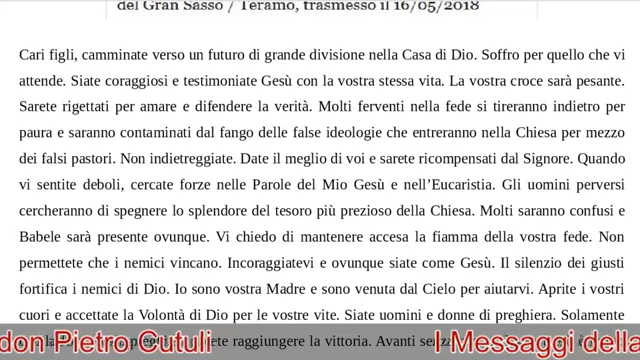 del Gran Sasso / Teramo, trasmesso il 16/05/2018
Cari figli, camminate verso un futuro di grande divisione nella Casa di Dio. Soffro per quello che vi
attende. Siate coraggiosi e testimoniate Gesù con la vostra stessa vita. La vostra croce sarà pesante.
Sarete rigettati per amare e difendere la verità. Molti ferventi nella fede si tireranno indietro per
paura e saranno contaminati dal fango delle false ideologie che entreranno nella Chiesa per mezzo
dei falsi pastori. Non indietreggiate. Date il meglio di voi e sarete ricompensati dal Signore. Quando
vi sentite deboli, cercate forze nelle Parole del Mio Gesù e nell’Eucaristia. Gli uomini perversi
cercheranno di spegnere lo splendore del tesoro più prezioso della Chiesa. Molti saranno confusi e
Babele sarà presente ovunque. Vi chiedo di mantenere accesa la fiamma della vostra fede. Non
permettete che i nemici vincano. Incoraggiatevi e ovunque siate come Gesù. Il silenzio dei giusti
fortifica i nemici di Dio. Io sono vostra Madre e sono venuta dal Cielo per aiutarvi. Aprite i vostri
cuori e accettate la Volontà di Dio per le vostre vite. Siate uomini e donne di preghiera. Solamente
raggiungere la vittoria. Avanti
don Pietro Cutuli I Messaggi della